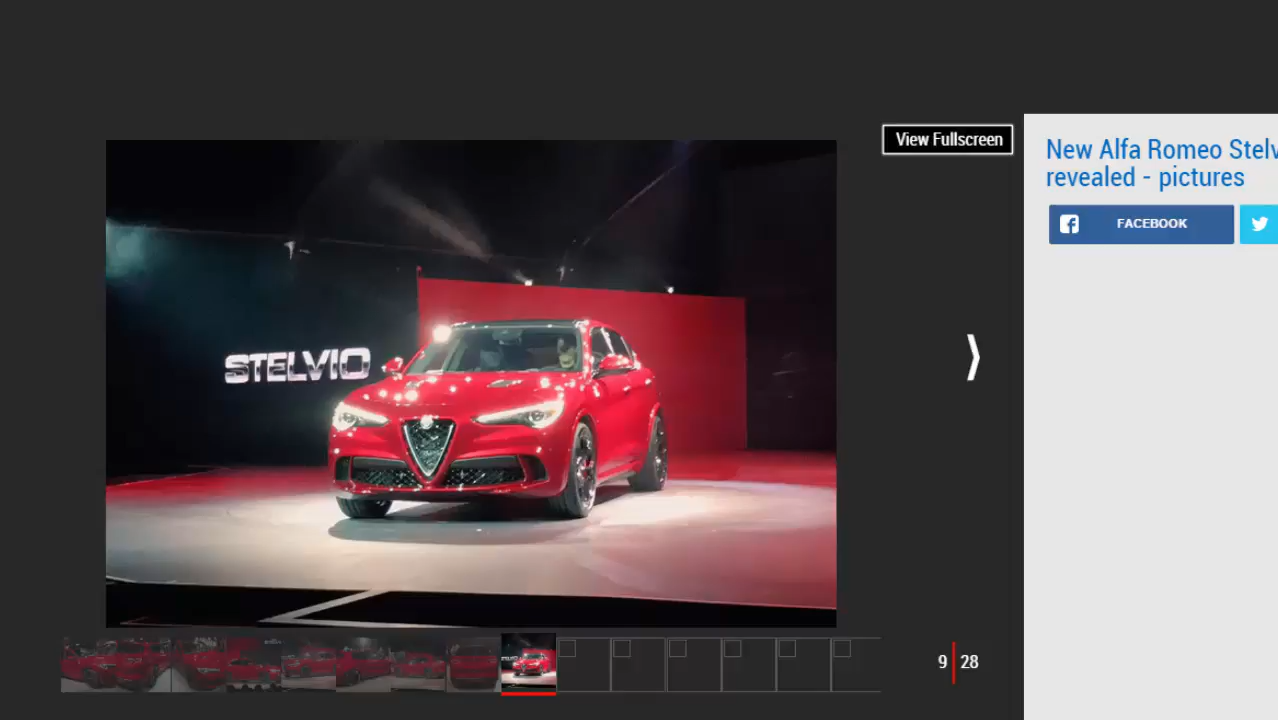 View Fullscreen
New Alfa Romeo Stelv
revealed - pictures
FACEBOOK
STELVIO
9 28